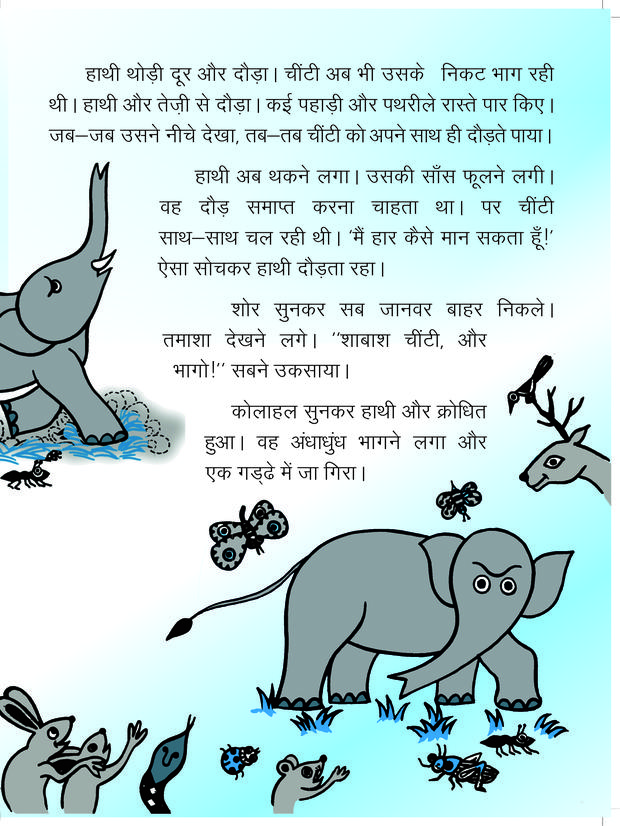 हाथी थोड़ी दूर और दौड़ा। चींटी अब भी उसके निकट भाग रही
थी। हाथी और तेज़ी से दौड़ा। कई पहाड़ी और पथरीले रास्ते पार किए।
जब–जब उसने नीचे देखा, तब–तब चींटी को अपने साथ ही दौड़ते पाया।
हाथी अब थकने लगा। उसकी साँस फूलने लगी।
वह दौड़ समाप्त करना चाहता था। पर चींटी
साथ–साथ चल रही थी। 'मैं हार कैसे मान सकता हूँ!'
ऐसा सोचकर हाथी दौड़ता रहा।
शोर सुनकर सब जानवर बाहर निकले।
तमाशा देखने लगे। "शाबाश चींटी, और
भागो!" सबने उकसाया।
कोलाहल सुनकर हाथी और क्रोधित
हुआ। वह अंधाधुंध भागने लगा और
एक गड्ढे में जा गिरा।